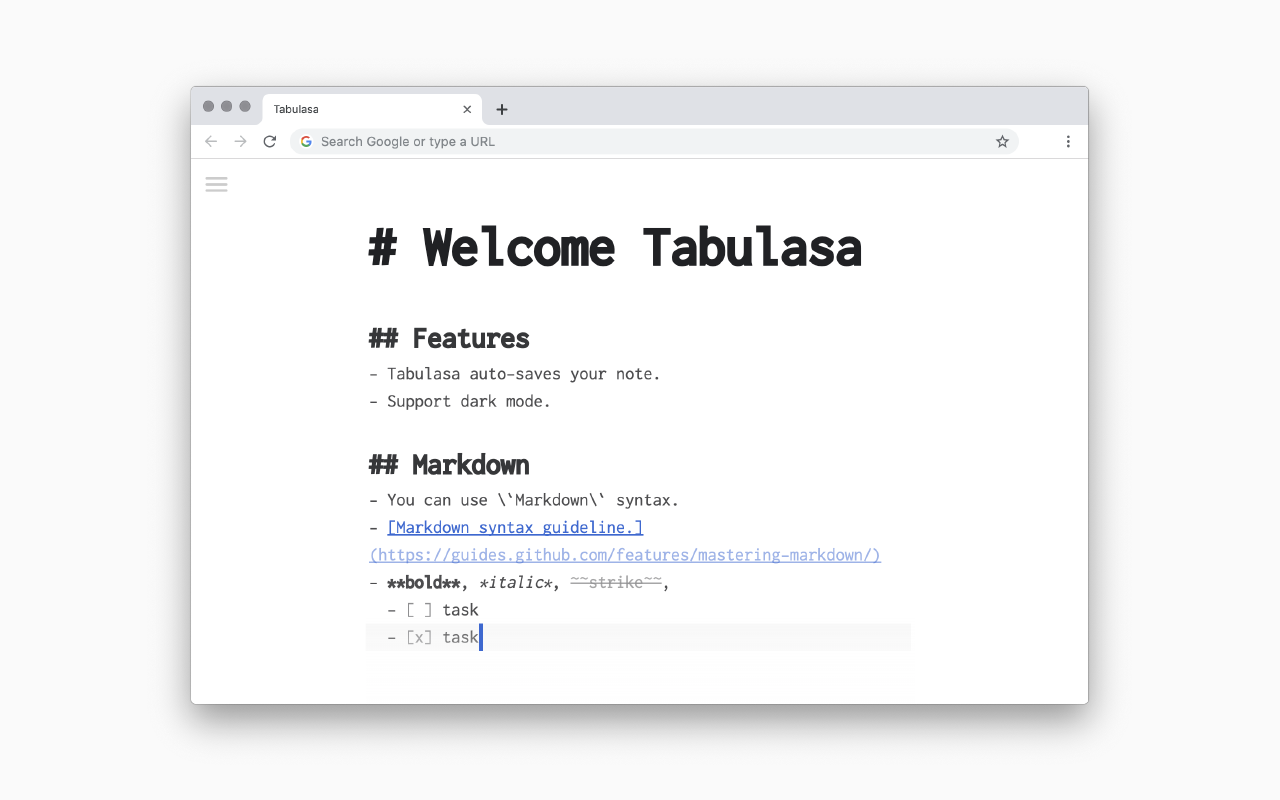 Tabulasa
Search Google or type a URL
# Welcome Tabulasa
## Features
- Tabulasa auto-saves your note.
- Support dark mode.
## Markdown
- You can use \`Markdown\` syntax.
- [Markdown syntax guideline.]
(https://guides.github.com/features/mastering-markdown/)
- **bold**, *italic*, ~~strike~~,
- [ ] task
- [x] task